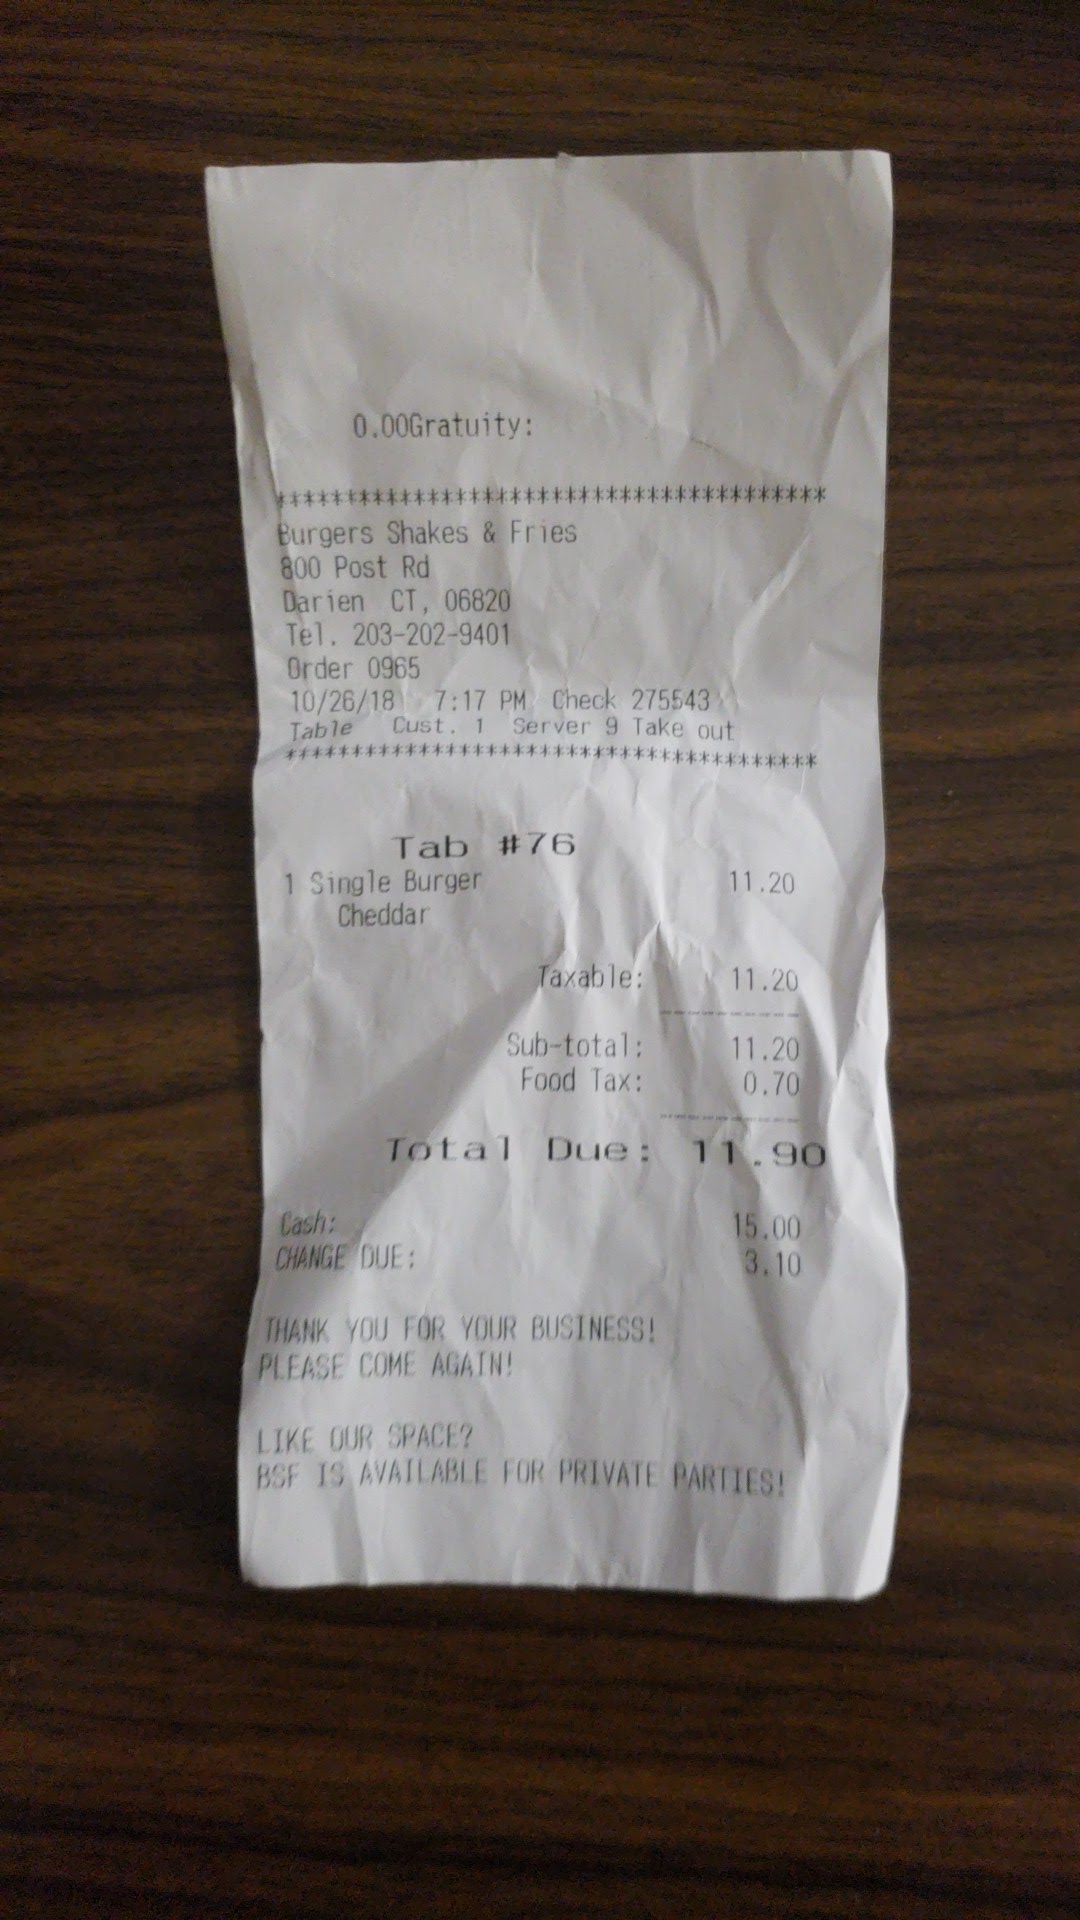 0.00Gratuity:
****************************************
Burgers Shakes & Fries
800 Post Rd
Darien CT, 06820
Tel. 203-202-9401
Order 0965
10/26/18 7:17 PM Check 275543
Table Cust. 1 Server 9 Take out
****************************************
Tab #76
1 Single Burger 11.20
Cheddar
Taxable: 11.20
Sub-total: 11.20
Food Tax: 0.70
Total Due: 11.90
Cash: 15.00
CHANGE DUE: 3.10
THANK YOU FOR YOUR BUSINESS!
PLEASE COME AGAIN!
LIKE OUR SPACE?
BSF IS AVAILABLE FOR PRIVATE PARTIES!